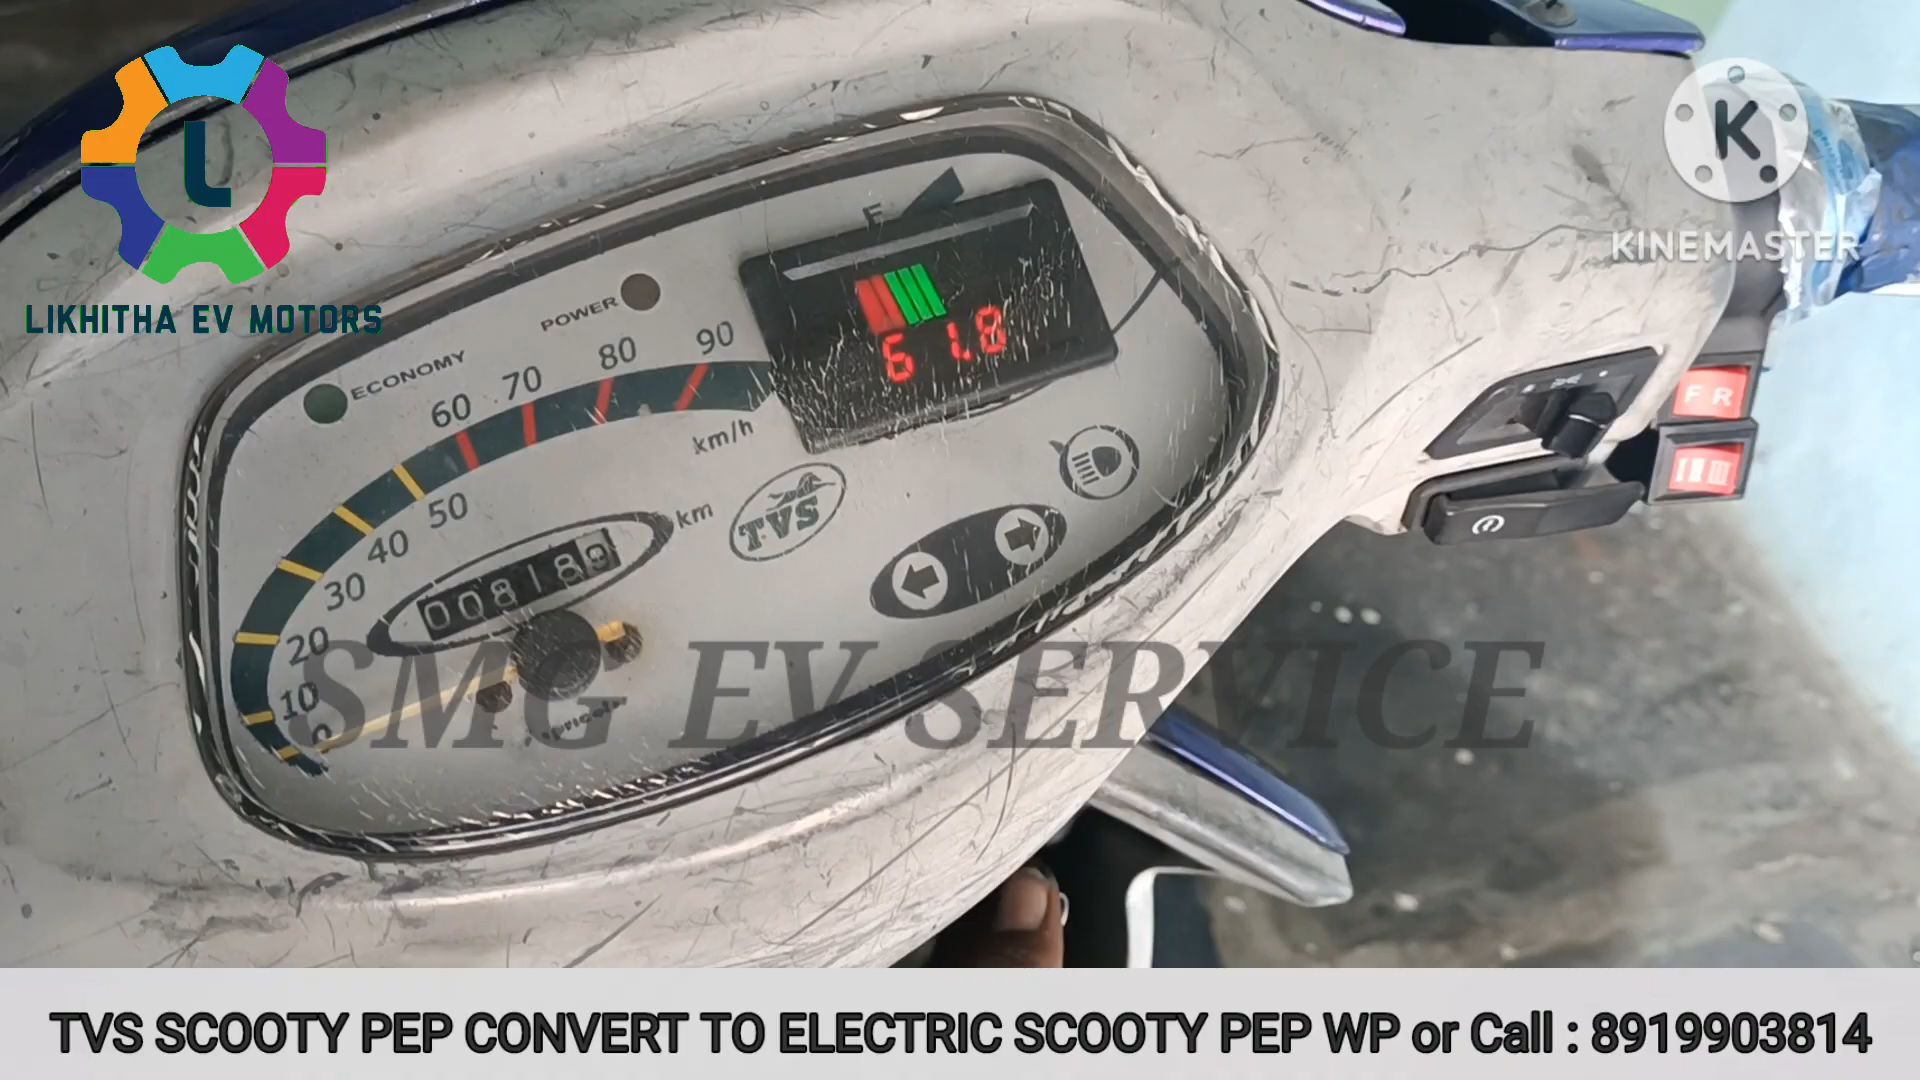 L
LIKHITHA EV MOTORS
K
KINEMASTER
F
POWER
ECONOMY
90
80
70
60
50
40
30
20
10
0
km/h
61.8
km
TVS
008189
F R
SMG EV SERVICE
TVS SCOOTY PEP CONVERT TO ELECTRIC SCOOTY PEP WP or Call : 8919903814